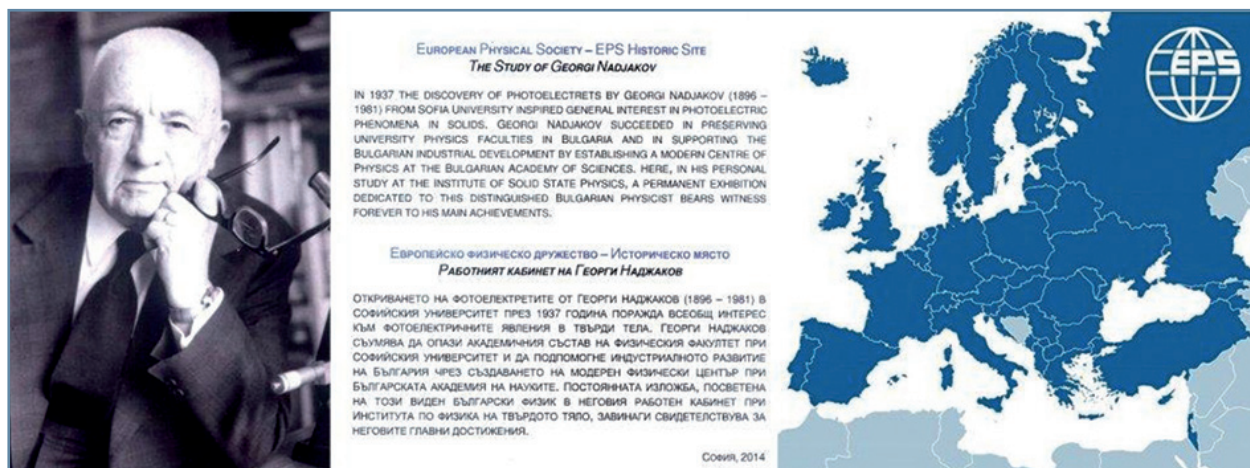 EUROPEAN PHYSICAL SOCIETY – EPS HISTORIC SITE
THE STUDY OF GEORGI NADJAKOV
IN 1937 THE DISCOVERY OF PHOTOELECTRETS BY GEORGI NADJAKOV (1896 –
1981) FROM SOFIA UNIVERSITY INSPIRED GENERAL INTEREST IN PHOTOELECTRIC
PHENOMENA IN SOLIDS. GEORGI NADJAKOV SUCCEEDED IN PRESERVING
UNIVERSITY PHYSICS FACULTIES IN BULGARIA AND IN SUPPORTING THE
BULGARIAN INDUSTRIAL DEVELOPMENT BY ESTABLISHING A MODERN CENTRE OF
PHYSICS AT THE BULGARIAN ACADEMY OF SCIENCES. HERE, IN HIS PERSONAL
STUDY AT THE INSTITUTE OF SOLID STATE PHYSICS, A PERMANENT EXHIBITION
DEDICATED TO THIS DISTINGUISHED BULGARIAN PHYSICIST BEARS WITNESS
FOREVER TO HIS MAIN ACHIEVEMENTS.
ЕВРОПЕЙСКО ФИЗИЧЕСКО ДРУЖЕСТВО – ИСТОРИЧЕСКО МЯСТО
РАБОТНИЯТ КАБИНЕТ НА ГЕОРГИ НАДЖАКОВ
ОТКРИВАНЕТО НА ФОТОЕЛЕКТРЕТИТЕ ОТ ГЕОРГИ НАДЖАКОВ (1896 – 1981) В
СОФИЙСКИЯ УНИВЕРСИТЕТ ПРЕЗ 1937 ГОДИНА ПОРАЖДА ВСЕОБЩ ИНТЕРЕС
КЪМ ФОТОЕЛЕКТРИЧНИТЕ ЯВЛЕНИЯ В ТВЪРДИ ТЕЛА. ГЕОРГИ НАДЖАКОВ
СЪУМЯВА ДА ОПАЗИ АКАДЕМИЧНИЯ СЪСТАВ НА ФИЗИЧЕСКИЯ ФАКУЛТЕТ ПРИ
СОФИЙСКИЯ УНИВЕРСИТЕТ И ДА ПОДПОМОГНЕ ИНДУСТРИАЛНОТО РАЗВИТИЕ
НА БЪЛГАРИЯ ЧРЕЗ СЪЗДАВАНЕТО НА МОДЕРЕН ФИЗИЧЕСКИ ЦЕНТЪР ПРИ
БЪЛГАРСКАТА АКАДЕМИЯ НА НАУКИТЕ. ПОСТОЯННАТА ИЗЛОЖБА, ПОСВЕТЕНА
НА ТОЗИ ВИДЕН БЪЛГАРСКИ ФИЗИК В НЕГОВИЯ РАБОТЕН КАБИНЕТ ПРИ
ИНСТИТУТА ПО ФИЗИКА НА ТВЪРДОТО ТЯЛО, ЗАВИНАГИ СВИДЕТЕЛСТВУВА ЗА
НЕГОВИТЕ ГЛАВНИ ДОСТИЖЕНИЯ.
СОФИЯ, 2014
EPS